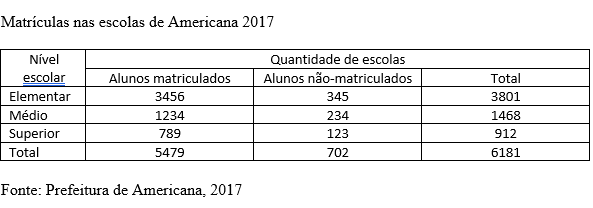 Matrículas nas escolas de Americana 2017
Nível escolar Quantidade de escolas
Alunos matriculados Alunos não-matriculados Total
Elementar 3456 345 3801
Médio 1234 234 1468
Superior 789 123 912
Total 5479 702 6181
Fonte: Prefeitura de Americana, 2017